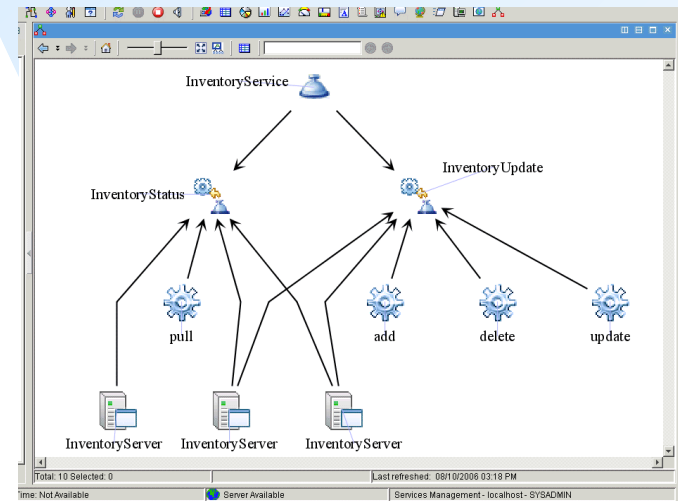 InventoryService
InventoryUpdate
InventoryStatus
pull
add
delete
update
InventoryServer
InventoryServer
InventoryServer
Total: 10 Selected: 0
Last refreshed: 08/10/2006 03:18 PM
Time: Not Available
Server Available
Services Management - localhost - SYSADMIN